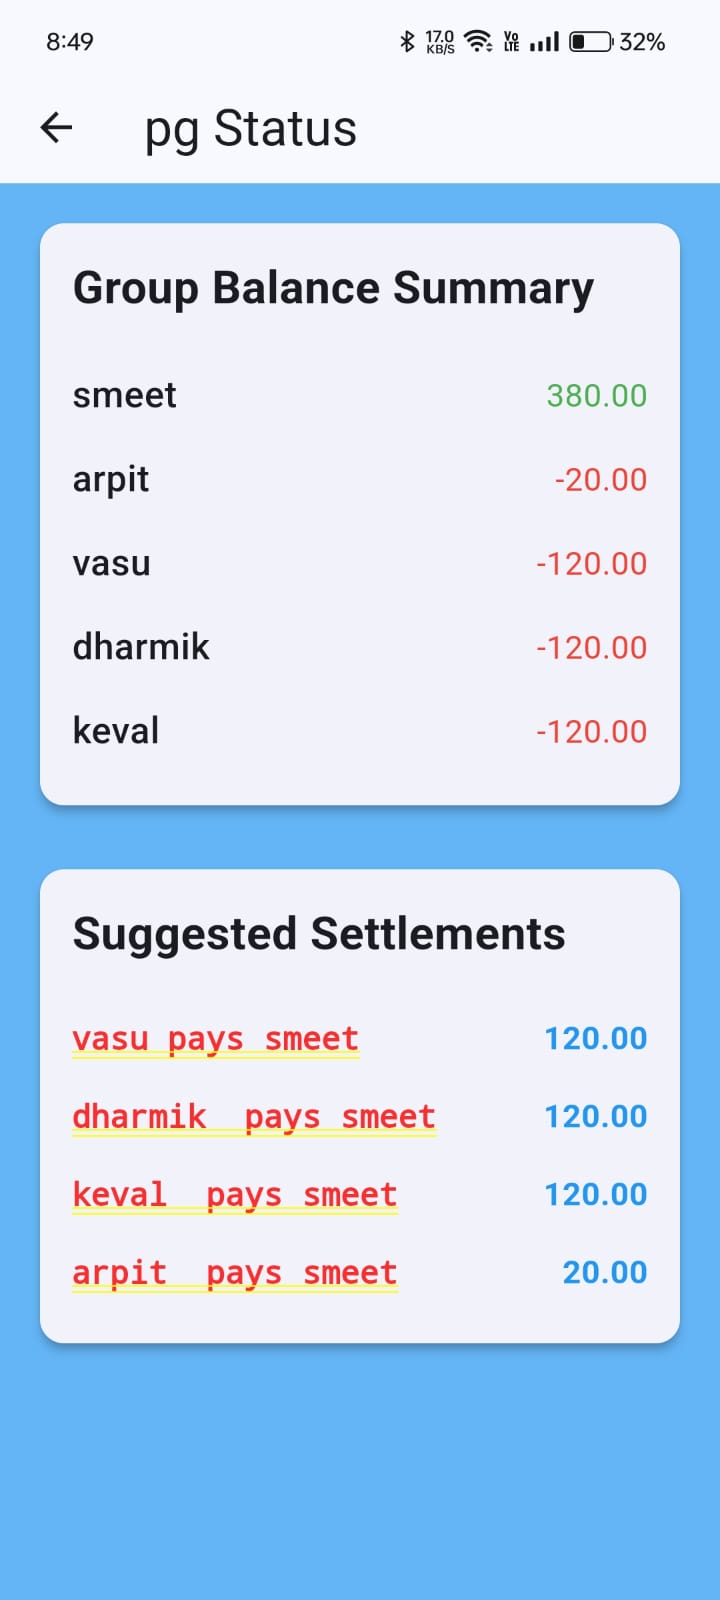 8:49 17.0 KB/S Vo LTE 32%
pg Status
Group Balance Summary
smeet 380.00
arpit -20.00
vasu -120.00
dharmik -120.00
keval -120.00
Suggested Settlements
vasu pays smeet 120.00
dharmik  pays smeet 120.00
keval  pays smeet 120.00
arpit  pays smeet 20.00